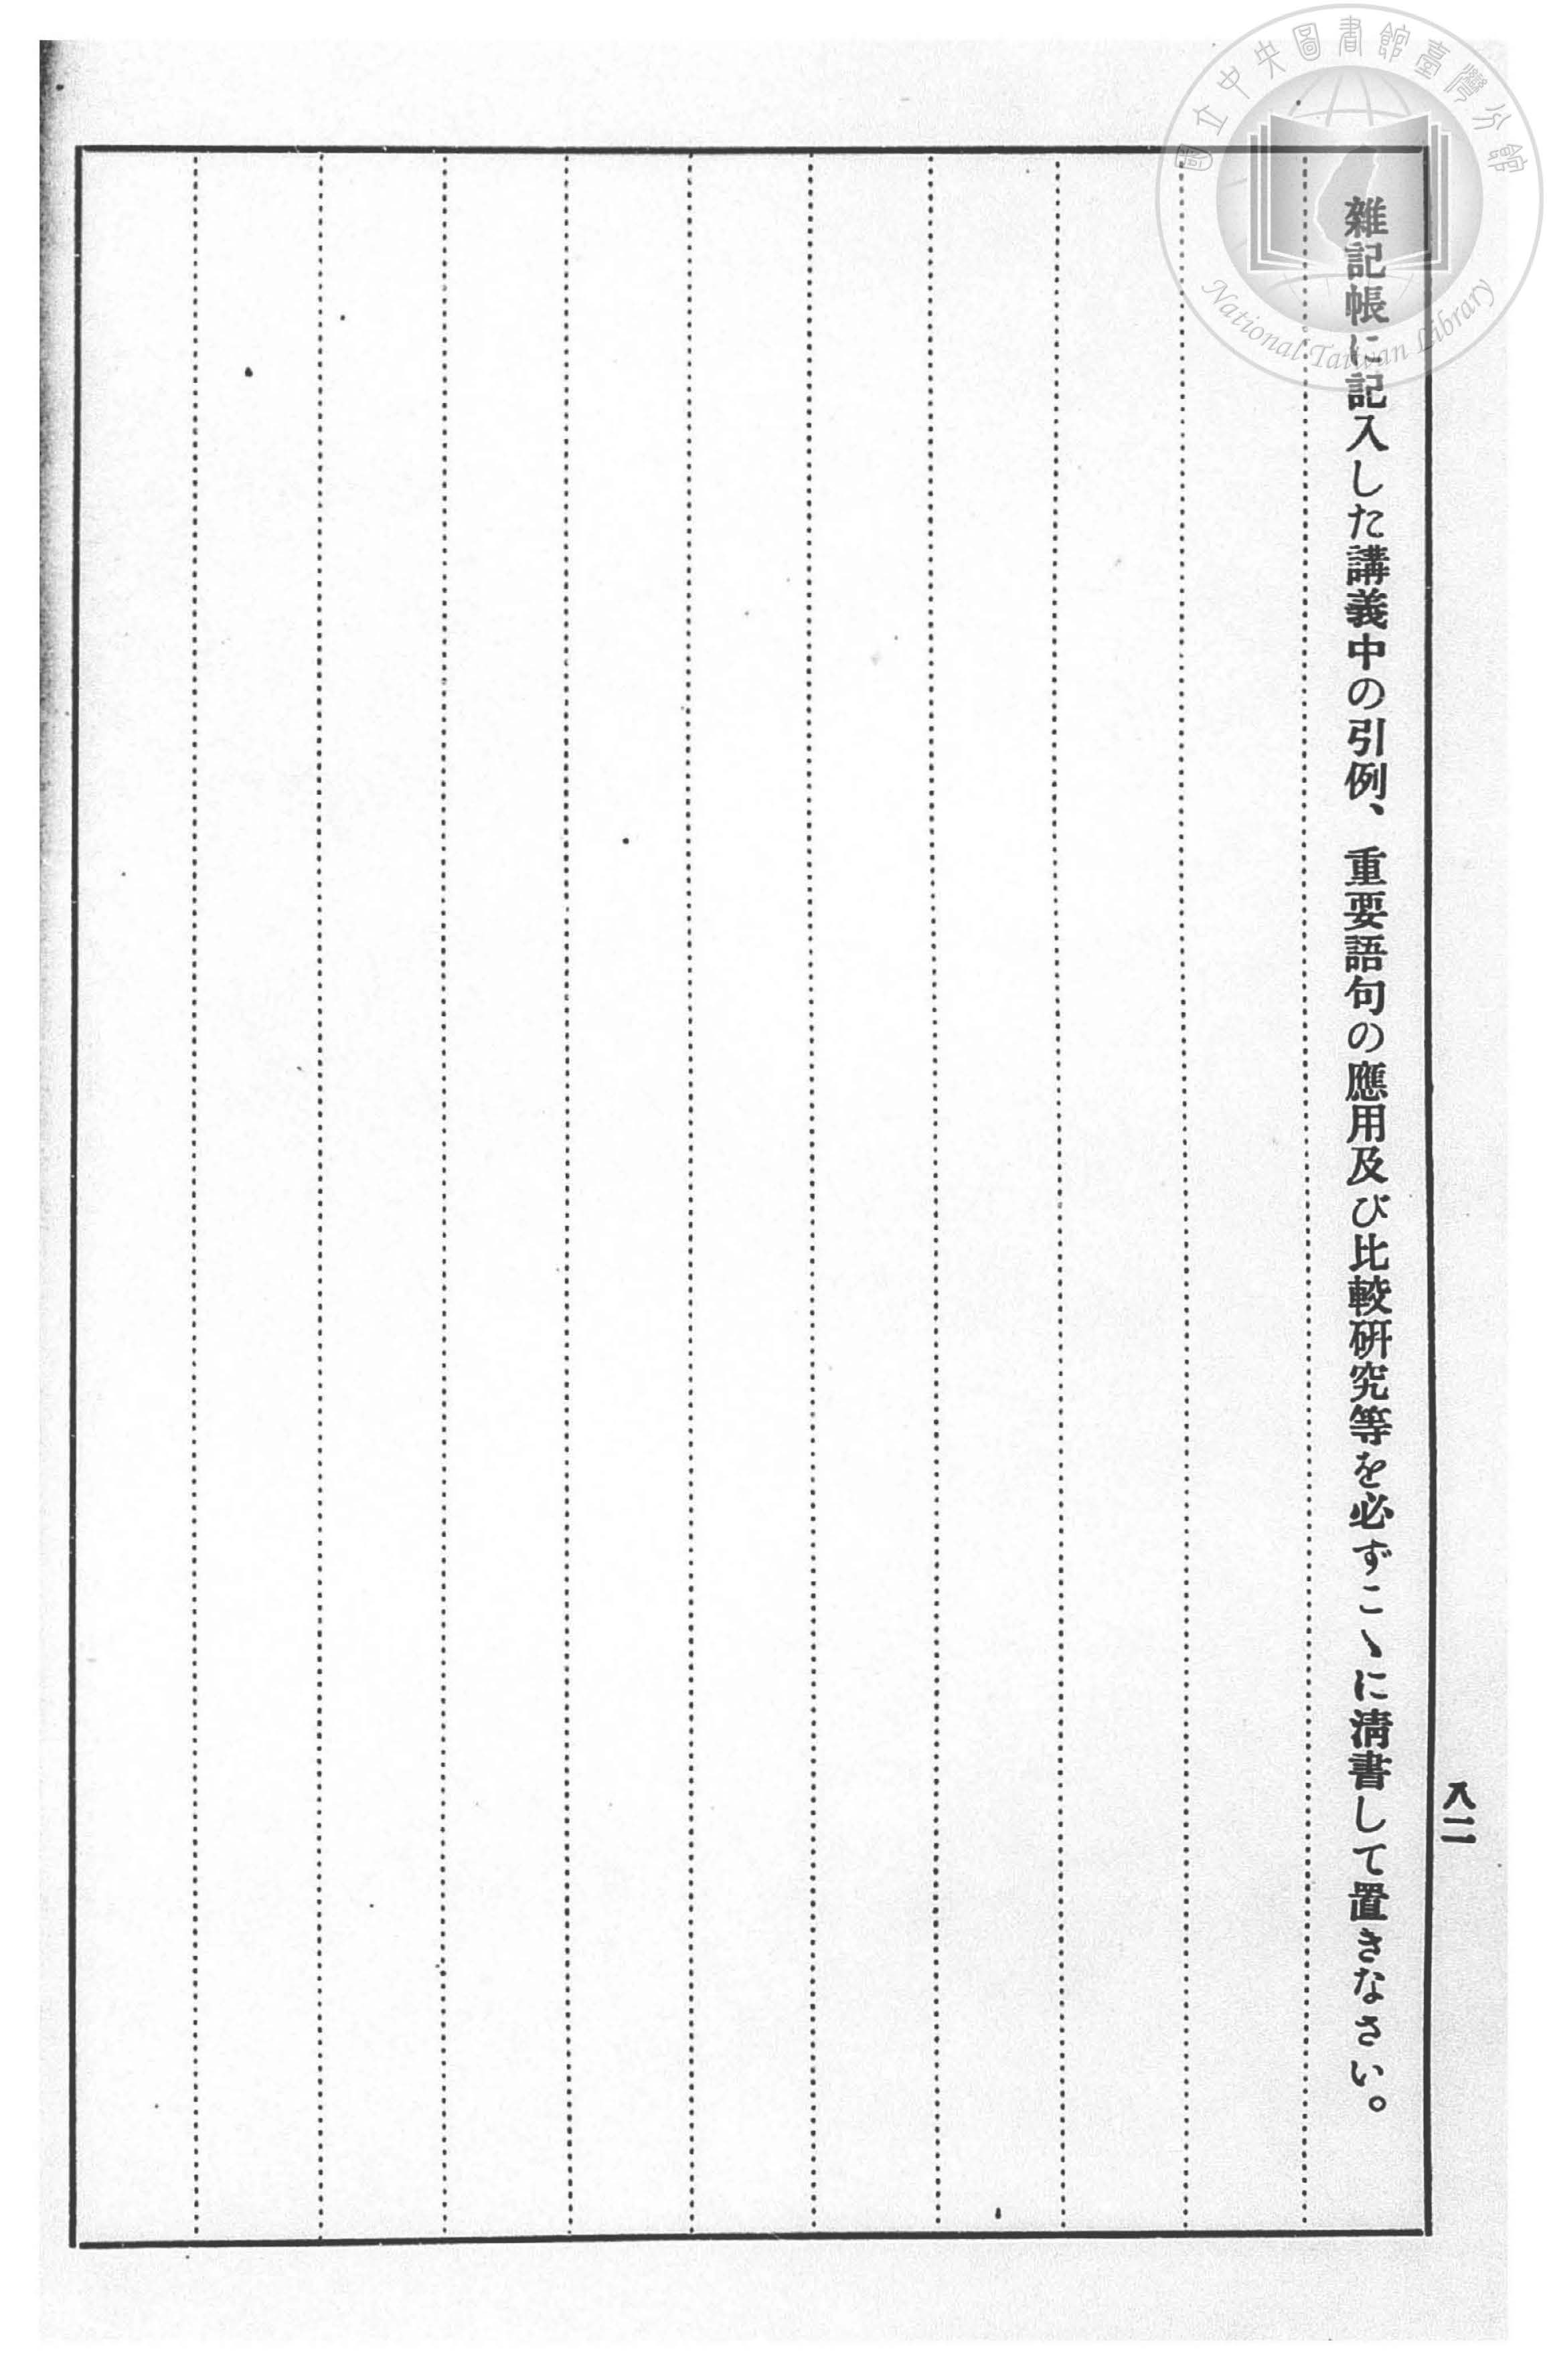 雜記帳に記入した講義中の引例、重要語句の應用及び比較硏究等を必ずこゝに淸書して置きなさい。
八二
國立中央圖書館臺灣分館
National Taiwan Library